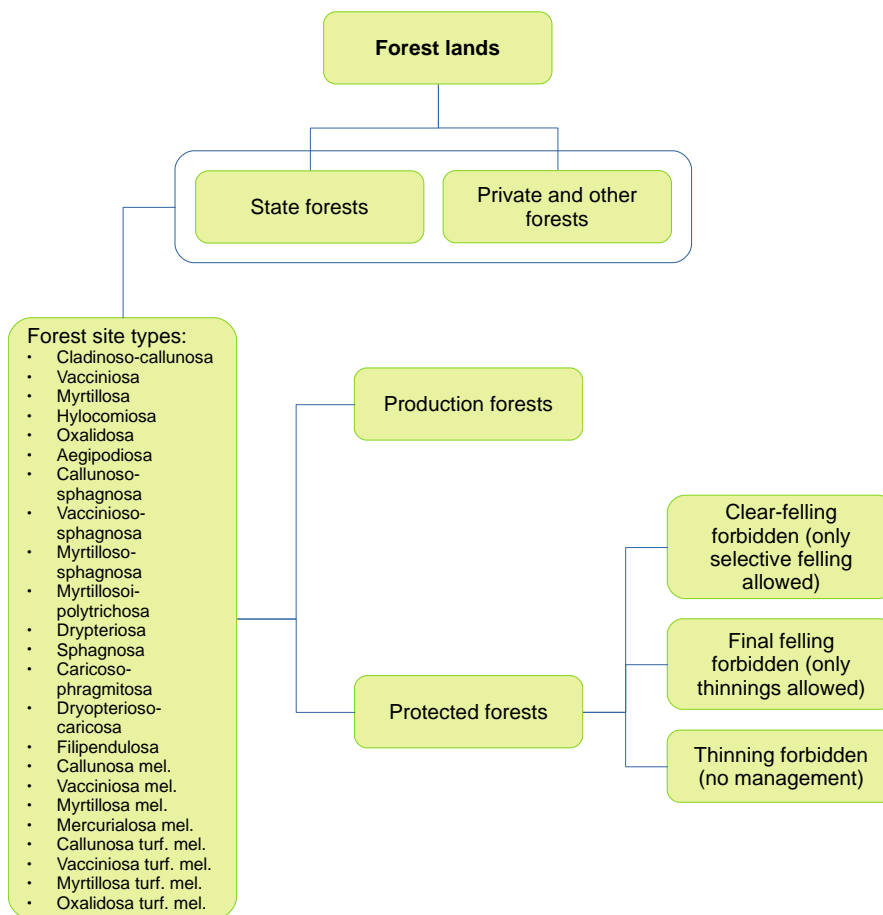 Forest lands
State forests
Private and other
forests
Forest site types:
• Cladinoso-callunosa
• Vacciniosa
• Myrtillosa
• Hylocomiosa
• Oxalidosa
• Aegipodiosa
• Callunoso-
sphagnosa
• Vaccinioso-
sphagnosa
• Myrtilloso-
sphagnosa
• Myrtillosoi-
polytrichosa
• Drypteriosa
• Sphagnosa
• Caricoso-
phragmitosa
• Dryopterioso-
caricosa
• Filipendulosa
• Callunosa mel.
• Vacciniosa mel.
• Myrtillosa mel.
• Mercurialosa mel.
• Callunosa turf. mel.
• Vacciniosa turf. mel.
• Myrtillosa turf. mel.
• Oxalidosa turf. mel.
Production forests
Protected forests
Clear-felling
forbidden (only
selective felling
allowed)
Final felling
forbidden (only
thinnings allowed)
Thinning forbidden
(no management)